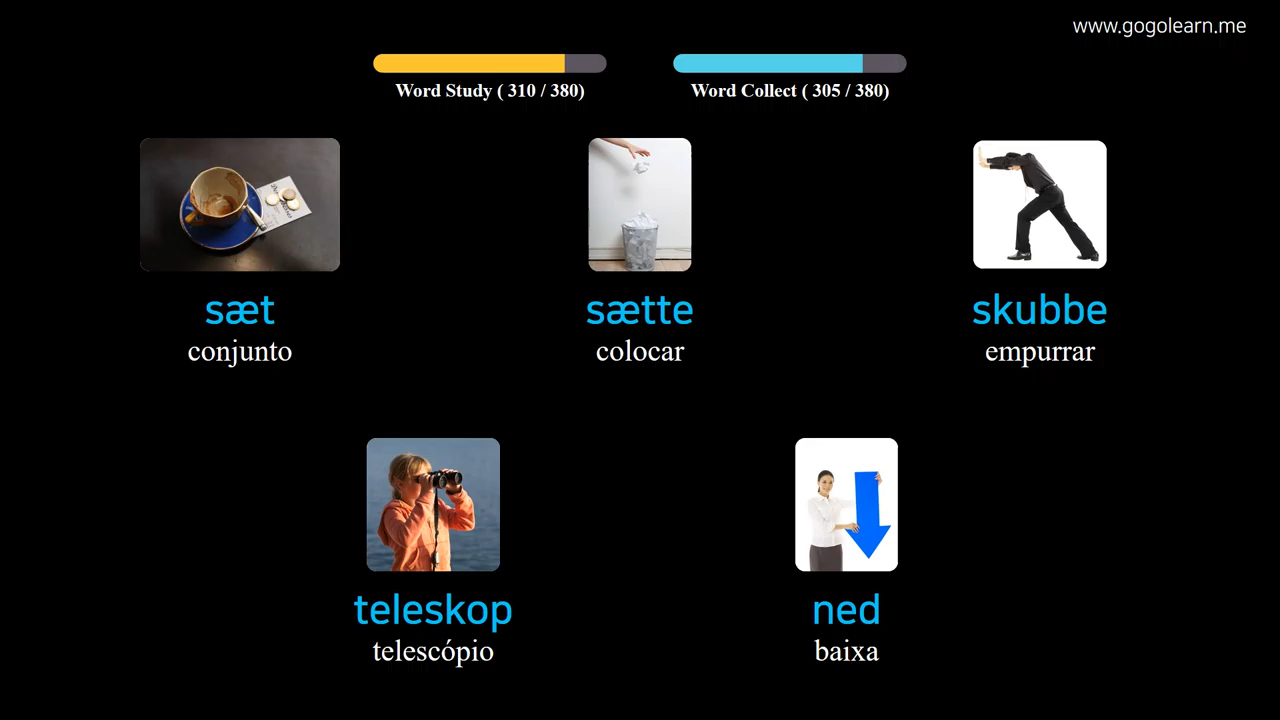 www.gogolearn.me
Word Study ( 310 / 380)
Word Collect ( 305 / 380)
sæt
conjunto
sætte
colocar
skubbe
empurrar
teleskop
telescópio
ned
baixa